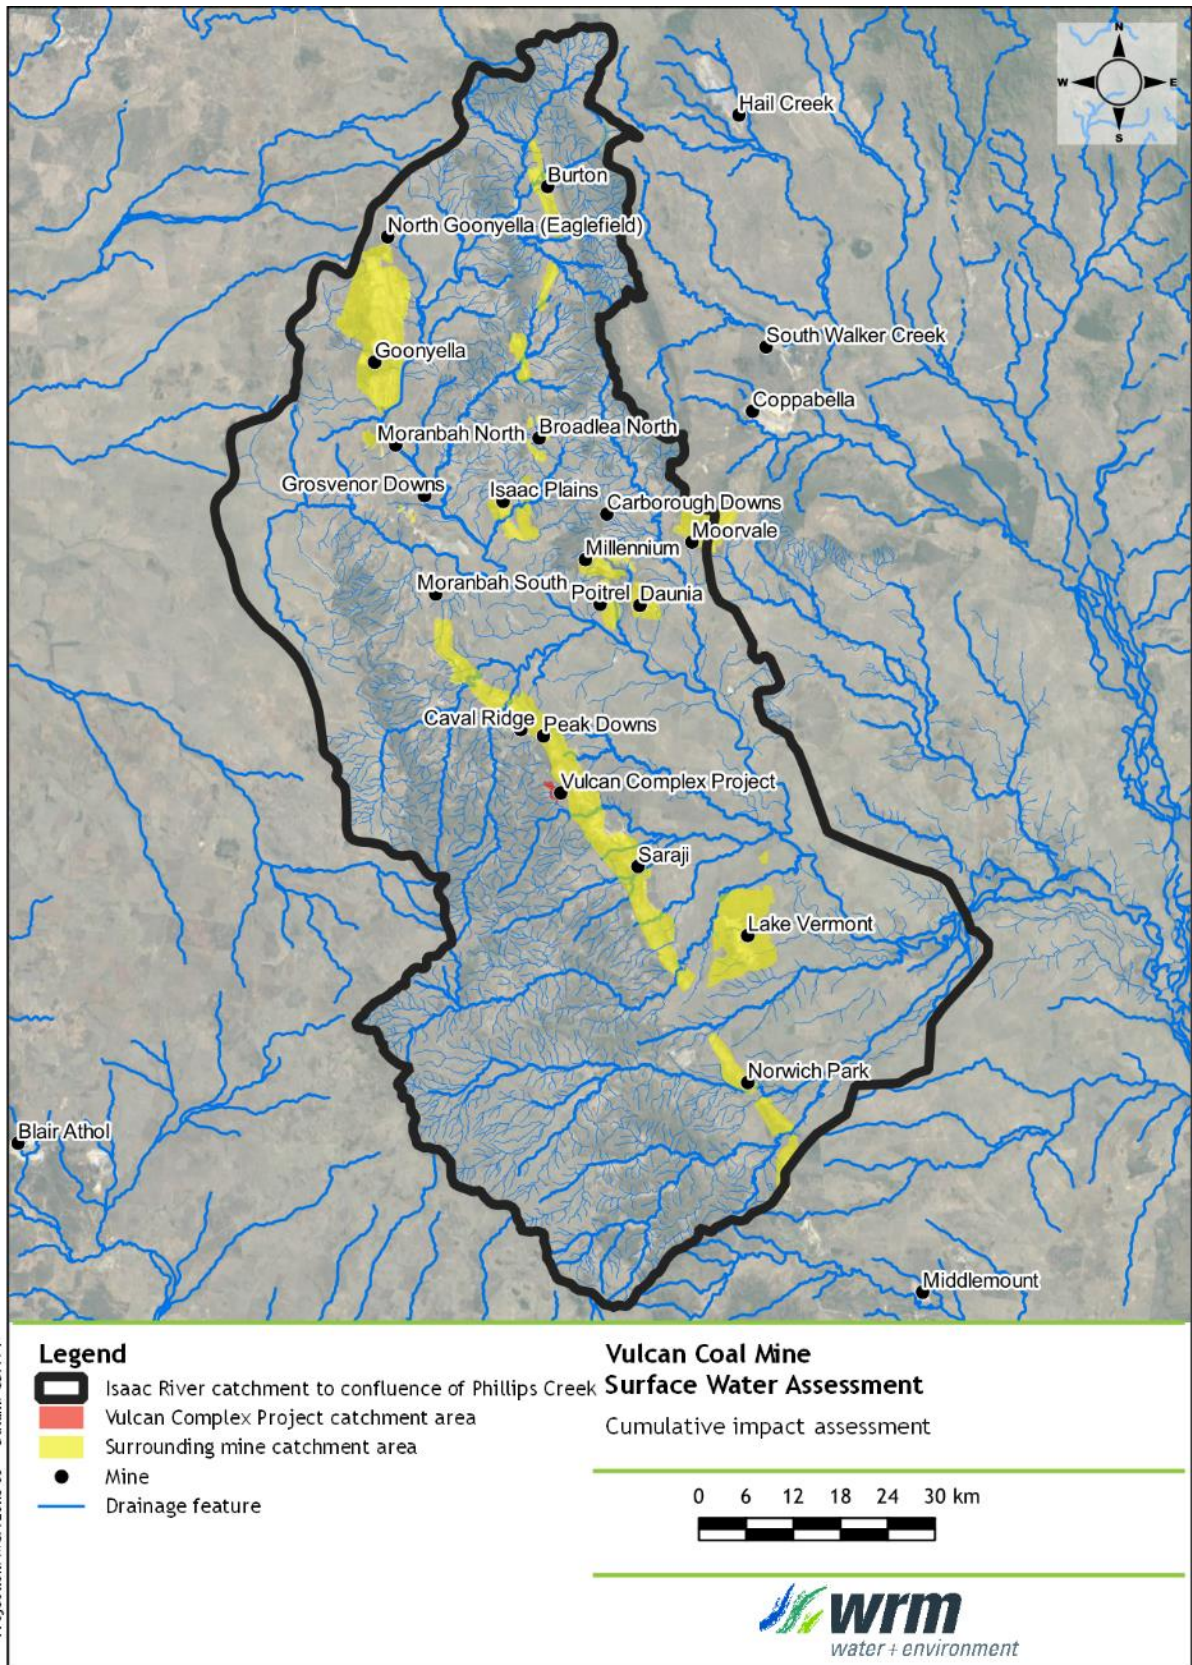 N
W
E
S
Hail Creek
Burton
North Goonyella (Eaglefield)
South Walker Creek
Goonyella
Coppabella
Moranbah North
Broadlea North
Grosvenor Downs
Isaac Plains
Carborough Downs
Moorvale
Millennium
Moranbah South
Poitrel
Daunia
Caval Ridge
Peak Downs
Vulcan Complex Project
Saraji
Lake Vermont
Norwich Park
Blair Athol
Middlemount
Legend
Isaac River catchment to confluence of Phillips Creek
Vulcan Complex Project catchment area
Surrounding mine catchment area
Mine
Drainage feature
Vulcan Coal Mine
Surface Water Assessment
Cumulative impact assessment
0 6 12 18 24 30 km
wrm
water + environment